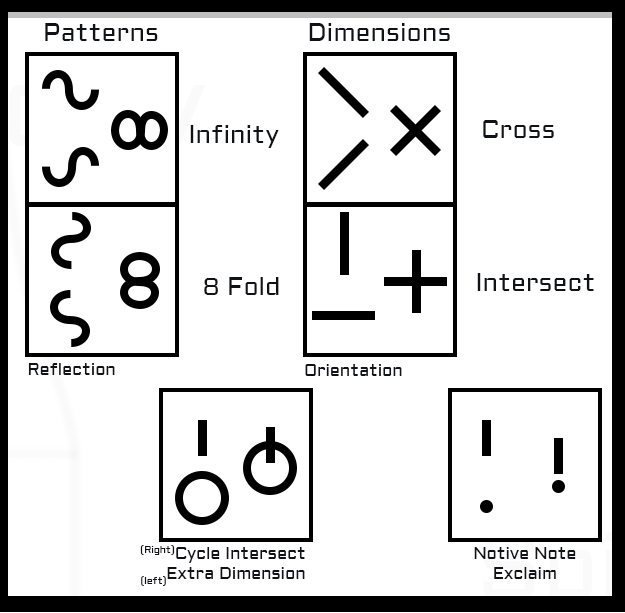 Patterns
Dimensions
Infinity
Cross
8 Fold
Intersect
Reflection
Orientation
(Right)Cycle Intersect
(left)Extra Dimension
Notive Note
Exclaim